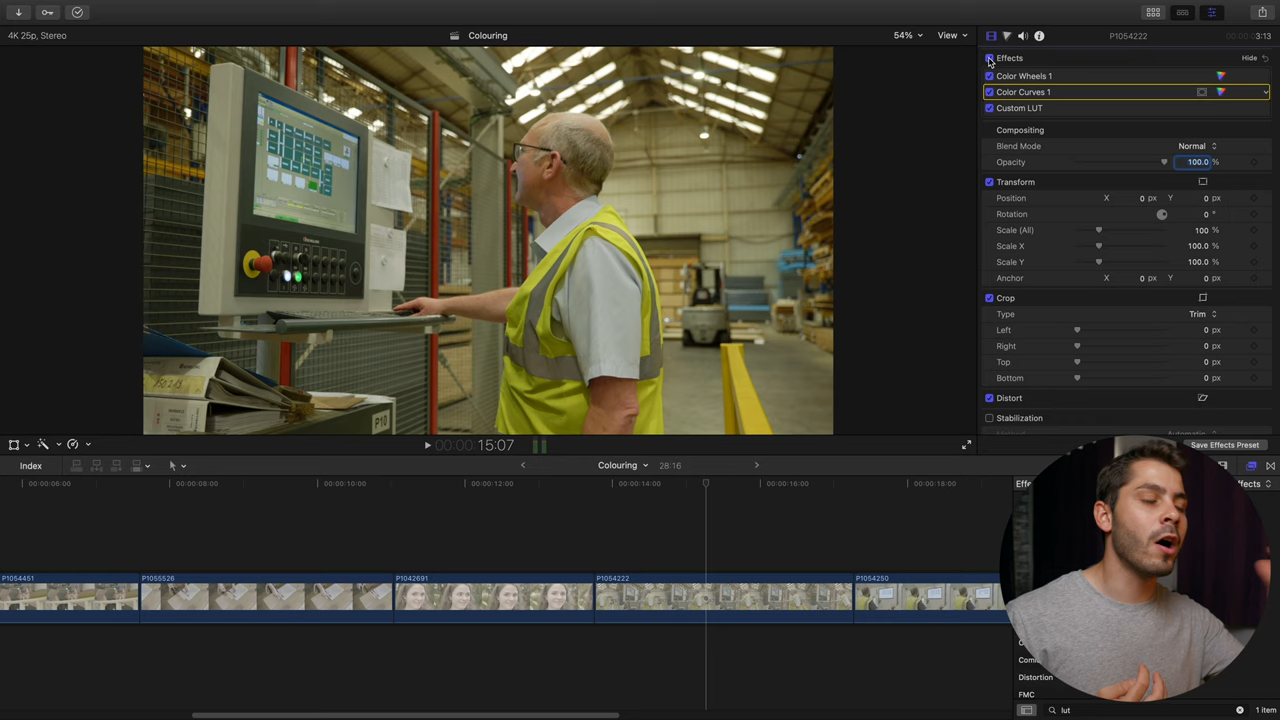 4K 25p, Stereo
Colouring
54%
View
P1054222
3:13
Effects
Hide
Color Wheels 1
Color Curves 1
Custom LUT
Compositing
Blend Mode
Normal
Opacity
100.0 %
Transform
Position
X
0 px
Y
0 px
Rotation
0 °
Scale (All)
100 %
Scale X
100.0 %
Scale Y
100.0 %
Anchor
X
0 px
Y
0 px
Crop
Type
Trim
Left
0 px
Right
0 px
Top
0 px
Bottom
0 px
Distort
Stabilization
Save Effects Preset
P10
00:00:00:15:07
Index
Colouring
28:16
00:00:06:00
00:00:08:00
00:00:10:00
00:00:12:00
00:00:14:00
00:00:16:00
00:00:18:00
P1054451
P1055526
P1042691
P1054222
P1054250
Distortion
FMC
lut
1 item